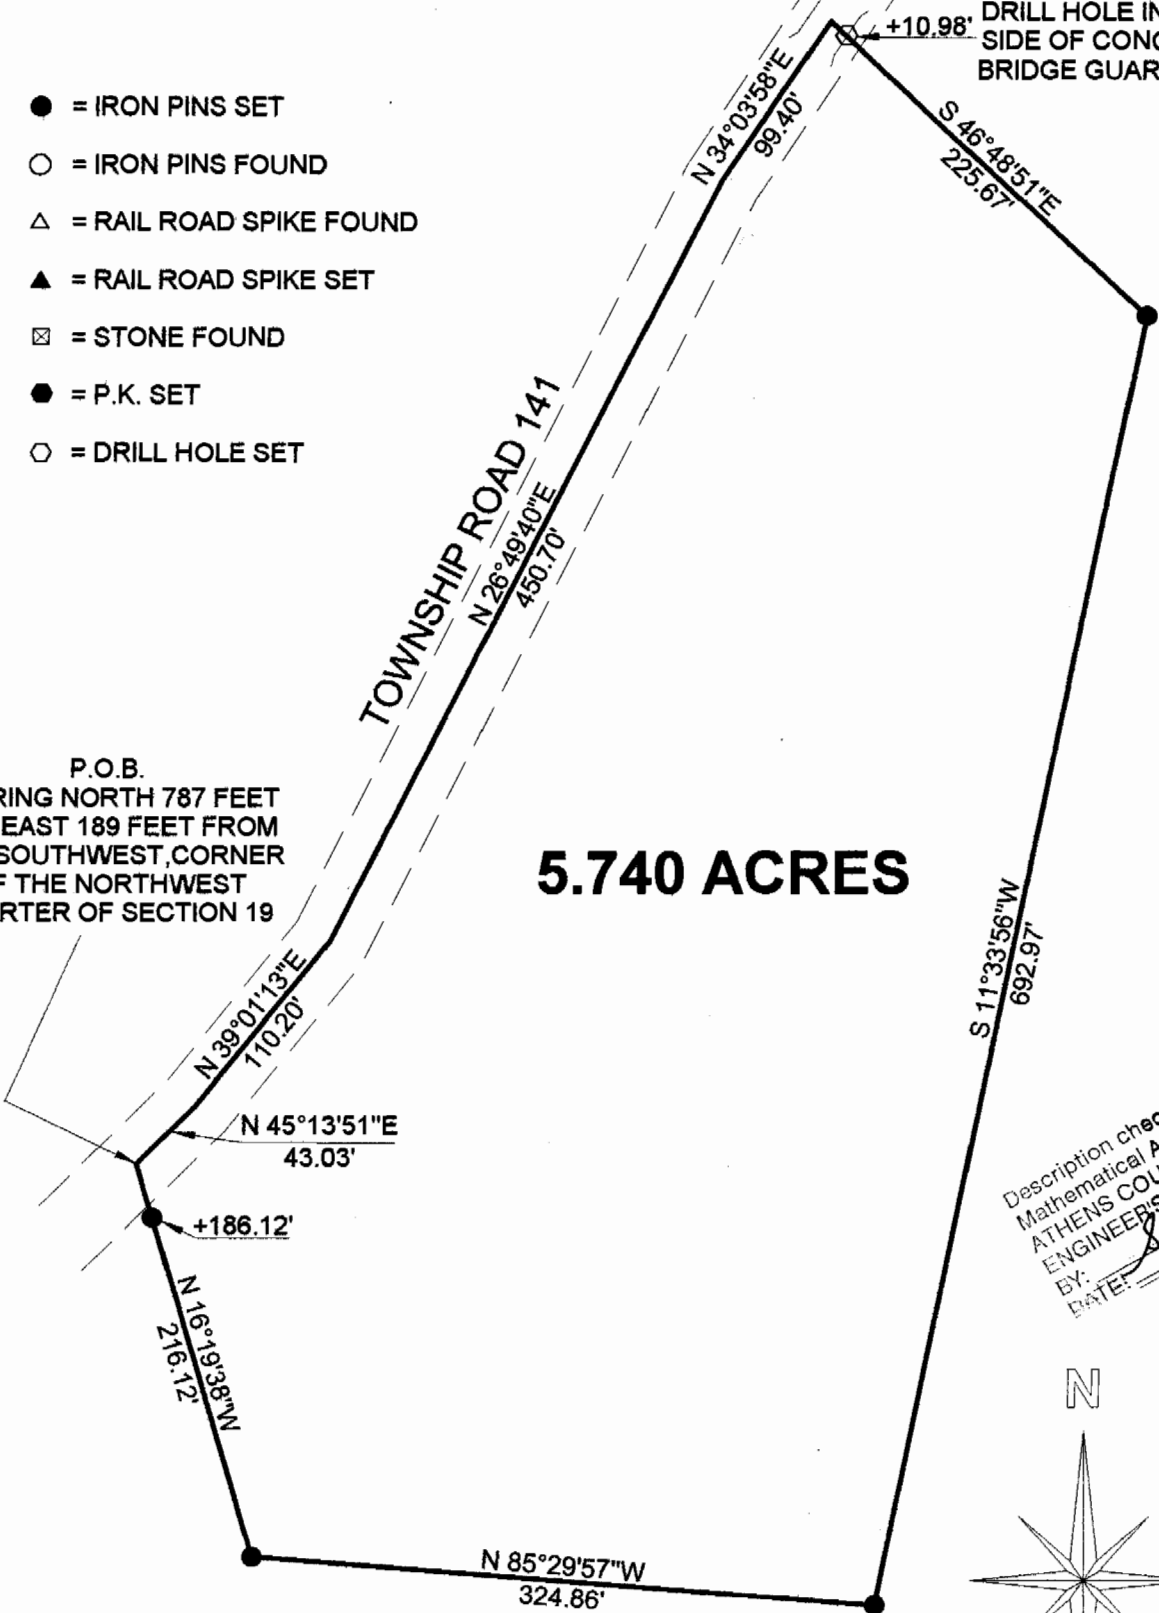 +10.98'
DRILL HOLE IN
SIDE OF CONC
BRIDGE GUAR
● = IRON PINS SET
○ = IRON PINS FOUND
△ = RAIL ROAD SPIKE FOUND
▲ = RAIL ROAD SPIKE SET
⊠ = STONE FOUND
⬣ = P.K. SET
⬡ = DRILL HOLE SET
N 34°03'58"E
99.40'
S 46°48'51"E
225.67'
TOWNSHIP ROAD 141
N 26°49'40"E
450.70'
P.O.B.
RING NORTH 787 FEET
EAST 189 FEET FROM
SOUTHWEST CORNER
F THE NORTHWEST
RTER OF SECTION 19
5.740 ACRES
S 11°33'56"W
692.97'
N 39°01'13"E
110.20'
N 45°13'51"E
43.03'
+186.12'
N 16°19'38"W
216.12'
N 85°29'57"W
324.86'
Description chec
Mathematical A
ATHENS COU
ENGINEER'S
BY:
DATE:
N